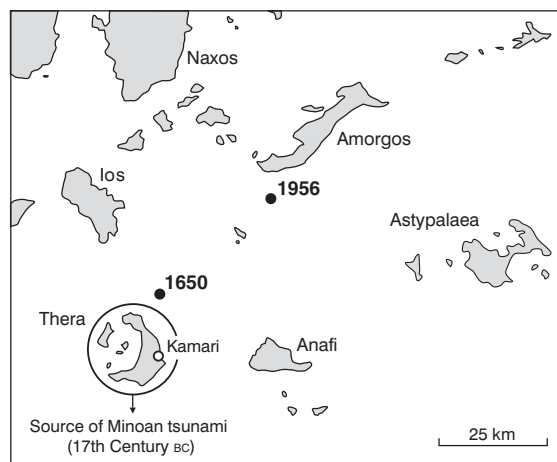 Naxos
Amorgos
Ios
1956
Astypalaea
1650
Thera
Kamari
Anafi
Source of Minoan tsunami
(17th Century BC)
25 km